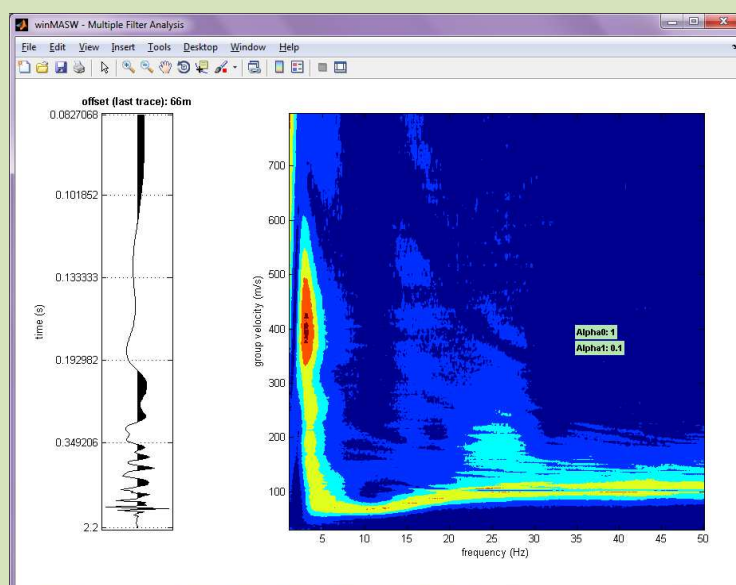 winMASW - Multiple Filter Analysis
File Edit View Insert Tools Desktop Window Help
offset (last trace): 66m
0.0827068
0.101852
0.133333
0.192982
0.349206
2.2
time (s)
700
600
500
400
300
200
100
group velocity (m/s)
Alpha0: 1
Alpha1: 0.1
5 10 15 20 25 30 35 40 45 50
frequency (Hz)